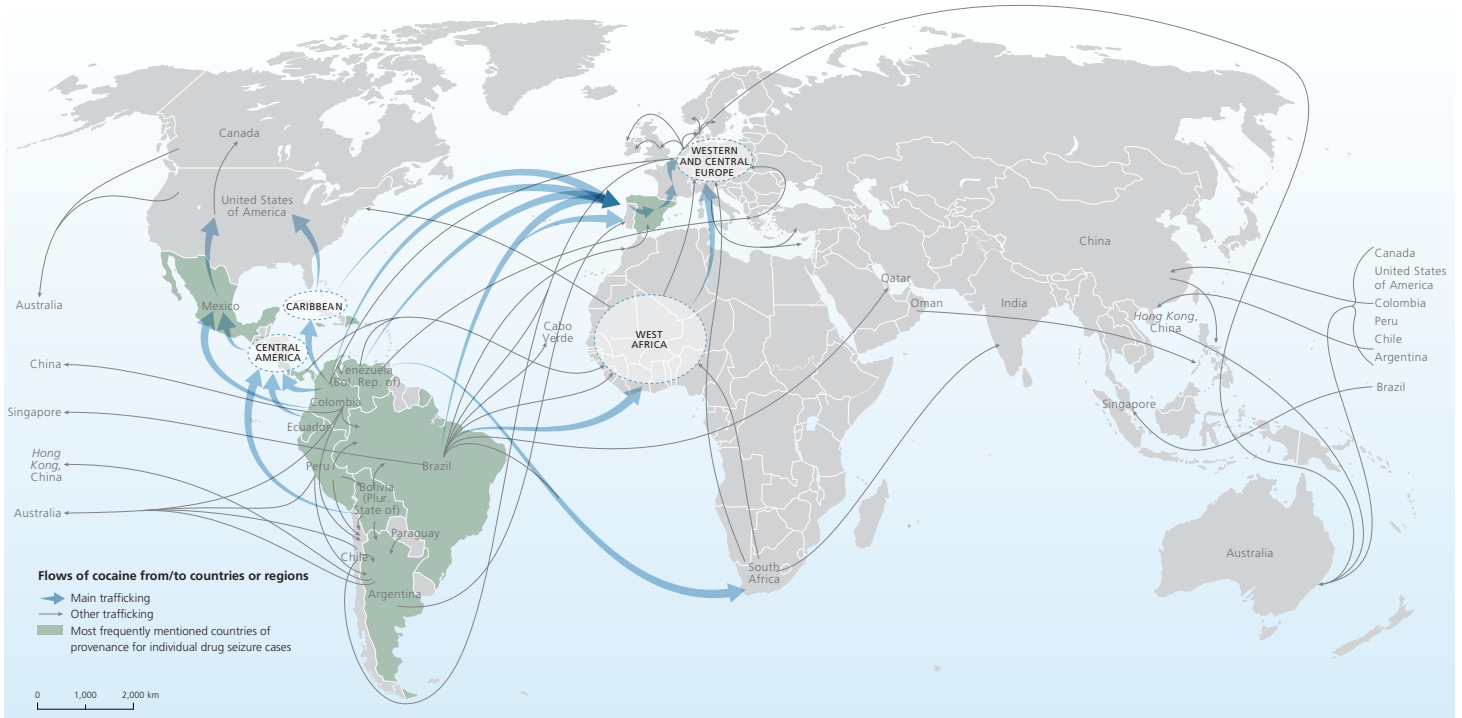 Canada
United States
of America
Mexico
CARIBBEAN
CENTRAL
AMERICA
Australia
China
Singapore
Hong
Kong,
China
Australia
Venezuela
(Bol. Rep. of)
Colombia
Ecuador
Peru
Brazil
Bolivia
(Plur.
State of)
Paraguay
Chile
Argentina
WESTERN
AND CENTRAL
EUROPE
Cabo
Verde
WEST
AFRICA
South
Africa
Qatar
Oman
India
China
Hong Kong,
China
Singapore
Australia
Canada
United States
of America
Colombia
Peru
Chile
Argentina
Brazil
Flows of cocaine from/to countries or regions
Main trafficking
Other trafficking
Most frequently mentioned countries of
provenance for individual drug seizure cases
0 1,000 2,000 km